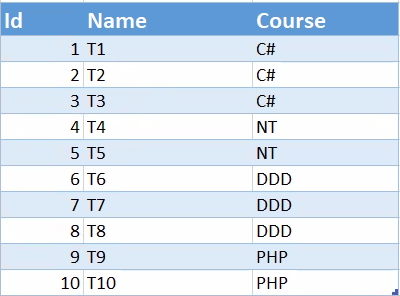 Id Name Course
1 T1 C#
2 T2 C#
3 T3 C#
4 T4 NT
5 T5 NT
6 T6 DDD
7 T7 DDD
8 T8 DDD
9 T9 PHP
10 T10 PHP